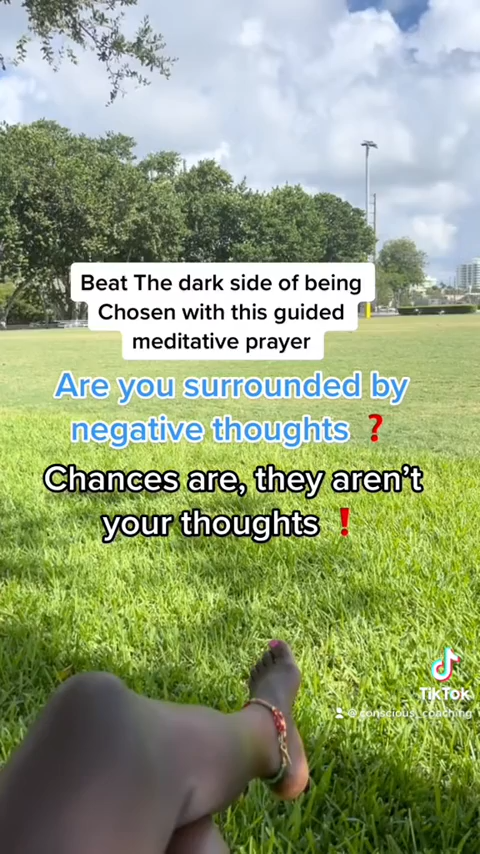 Beat The dark side of being
Chosen with this guided
meditative prayer
Are you surrounded by
negative thoughts ❓
Chances are, they aren't
your thoughts ❗
TikTok
@conscious_coaching